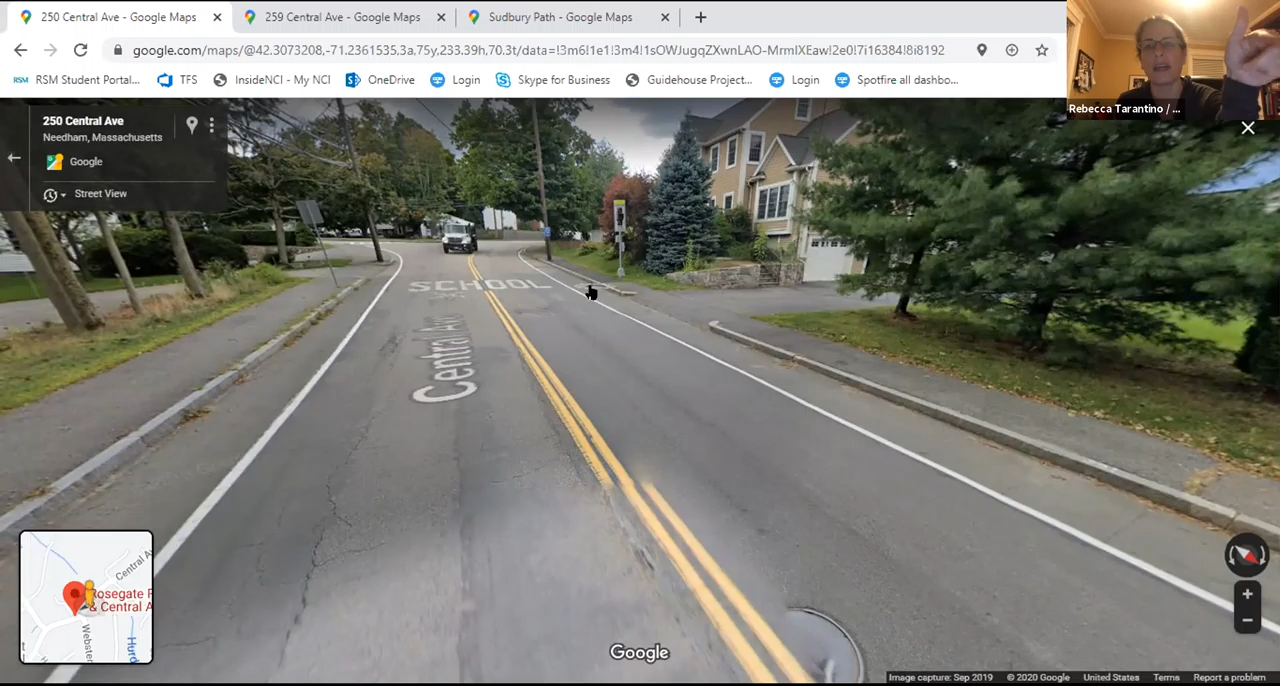 250 Central Ave - Google Maps
259 Central Ave - Google Maps
Sudbury Path - Google Maps
google.com/maps/@42.3073208,-71.2361535,3a,75y,233.39h,70.3t/data=!3m6!1e1!3m4!1sOWJugqZXwnLAO-MrmIXEaw!2e0!7i16384!8i8192
RSM Student Portal...
TFS
InsideNCI - My NCI
OneDrive
Login
Skype for Business
Guidehouse Project...
Login
Spotfire all dashbo...
Rebecca Tarantino / ...
250 Central Ave
Needham, Massachusetts
Google
Street View
SCHOOL
Central Ave
Central A
Rosegate
& Central A
Webster
Hurd
Google
Image capture: Sep 2019 © 2020 Google United States Terms Report a problem